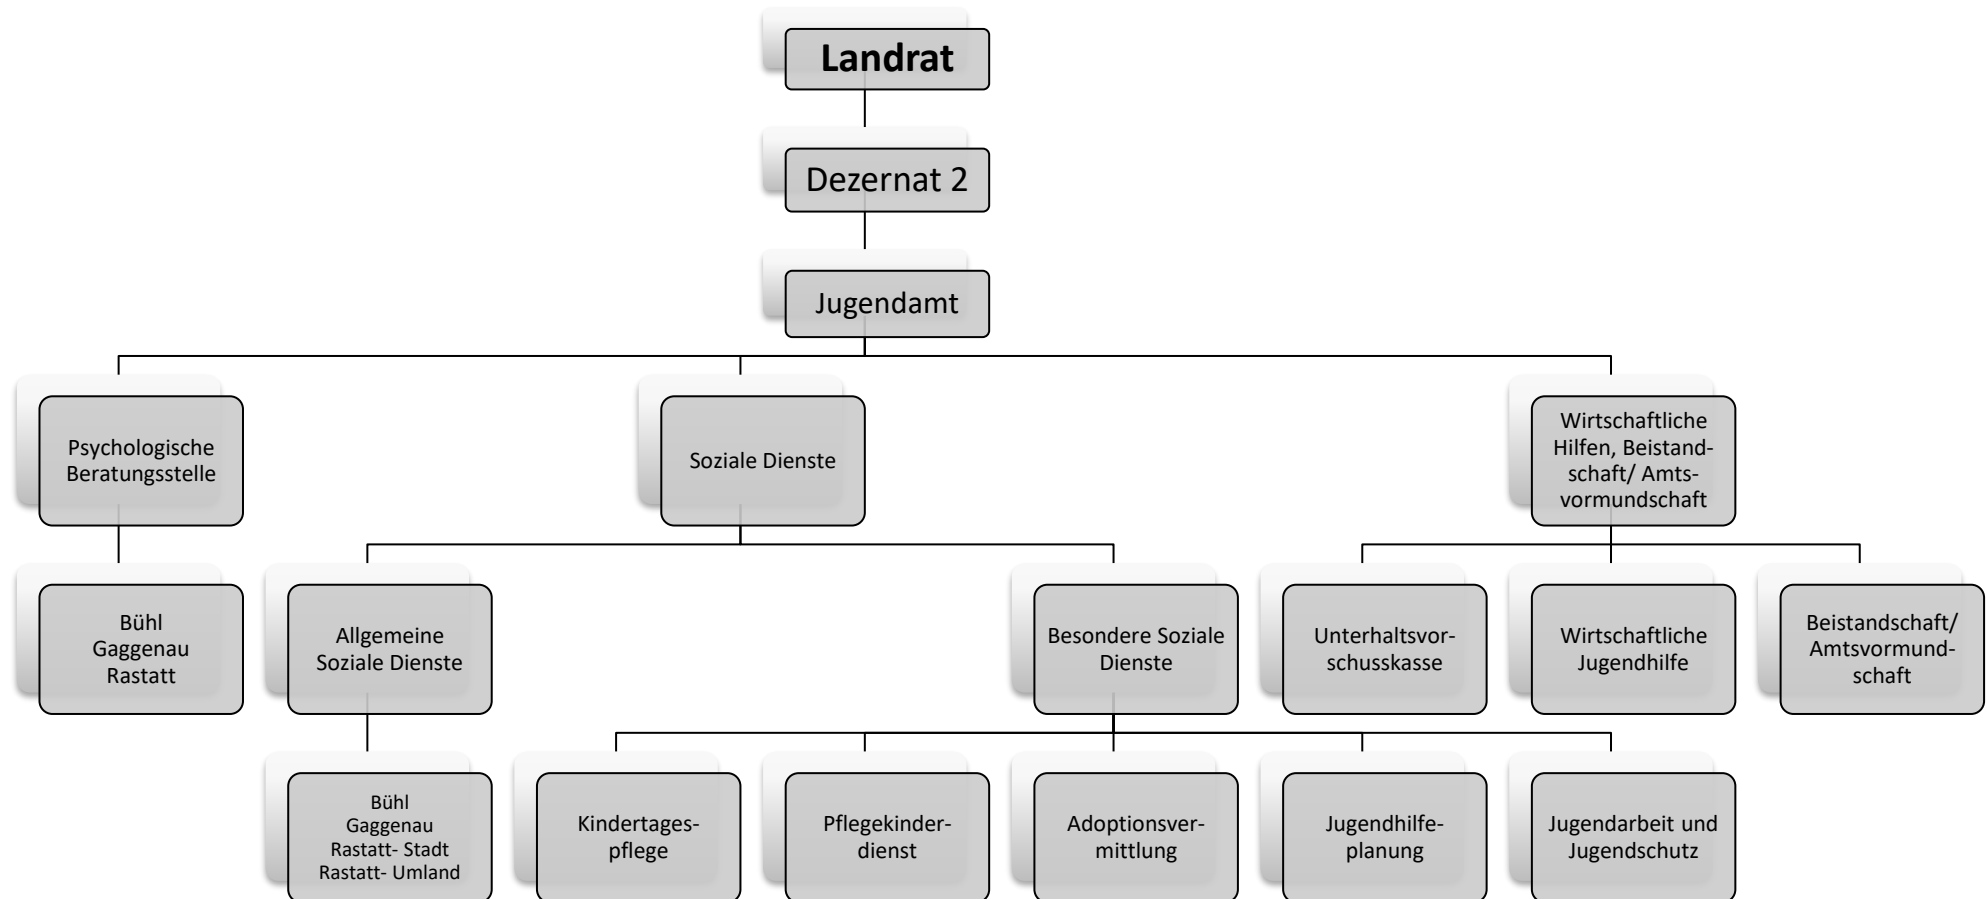 Landrat
Dezernat 2
Jugendamt
Psychologische
Beratungsstelle
Soziale Dienste
Wirtschaftliche
Hilfen, Beistand-
schaft/ Amts-
vormundschaft
Bühl
Gaggenau
Rastatt
Allgemeine
Soziale Dienste
Besondere Soziale
Dienste
Unterhaltsvor-
schusskasse
Wirtschaftliche
Jugendhilfe
Beistandschaft/
Amtsvormund-
schaft
Bühl
Gaggenau
Rastatt- Stadt
Rastatt- Umland
Kindertages-
pflege
Pflegekinder-
dienst
Adoptionsver-
mittlung
Jugendhilfe-
planung
Jugendarbeit und
Jugendschutz